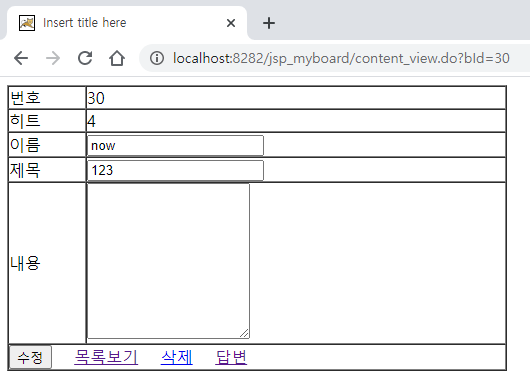 Insert title here
localhost:8282/jsp_myboard/content_view.do?bId=30
번호 30
히트 4
이름 now
제목 123
내용
수정 목록보기 삭제 답변